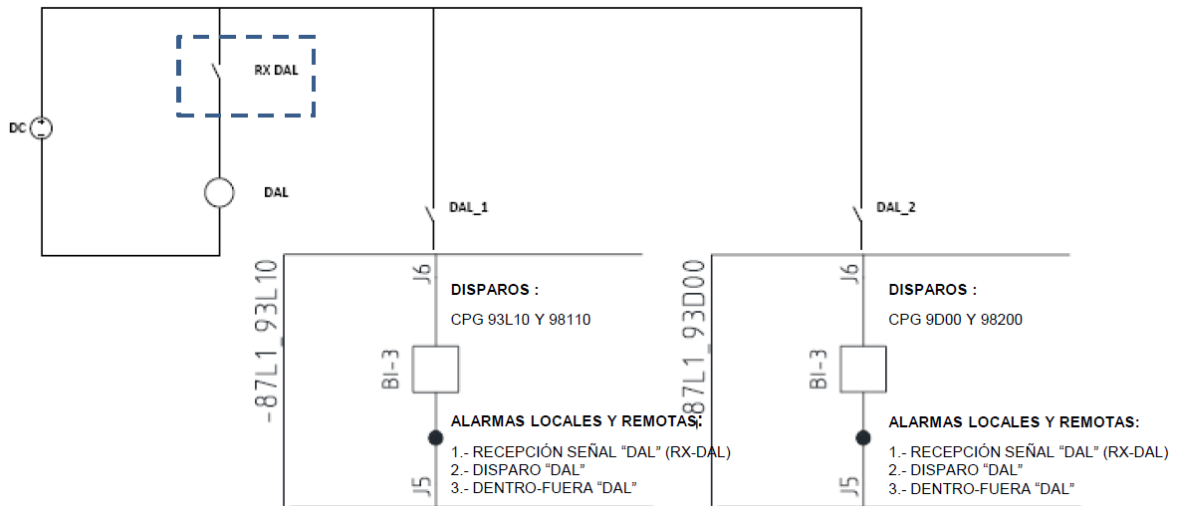 RX DAL
DC
DAL
DAL_1
DAL_2
-87L1_93L10
J6
DISPAROS :
CPG 93L10 Y 98110
BI-3
ALARMAS LOCALES Y REMOTAS:
1.- RECEPCIÓN SEÑAL "DAL" (RX-DAL)
2.- DISPARO "DAL"
3.- DENTRO-FUERA "DAL"
J5
-87L1_93D00
J6
DISPAROS :
CPG 9D00 Y 98200
BI-3
ALARMAS LOCALES Y REMOTAS:
1.- RECEPCIÓN SEÑAL "DAL" (RX-DAL)
2.- DISPARO "DAL"
3.- DENTRO-FUERA "DAL"
J5